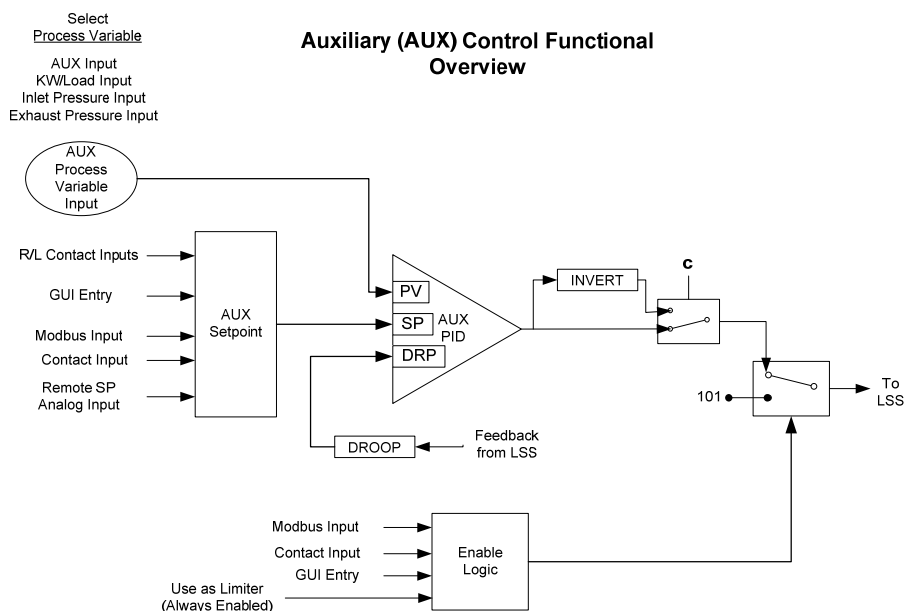 Select
Process Variable
AUX Input
KW/Load Input
Inlet Pressure Input
Exhaust Pressure Input
Auxiliary (AUX) Control Functional
Overview
AUX
Process
Variable
Input
R/L Contact Inputs
GUI Entry
Modbus Input
Contact Input
Remote SP
Analog Input
AUX
Setpoint
PV
SP
DRP
AUX
PID
INVERT
C
DROOP
Feedback
from LSS
101
To
LSS
Modbus Input
Contact Input
GUI Entry
Use as Limiter
(Always Enabled)
Enable
Logic